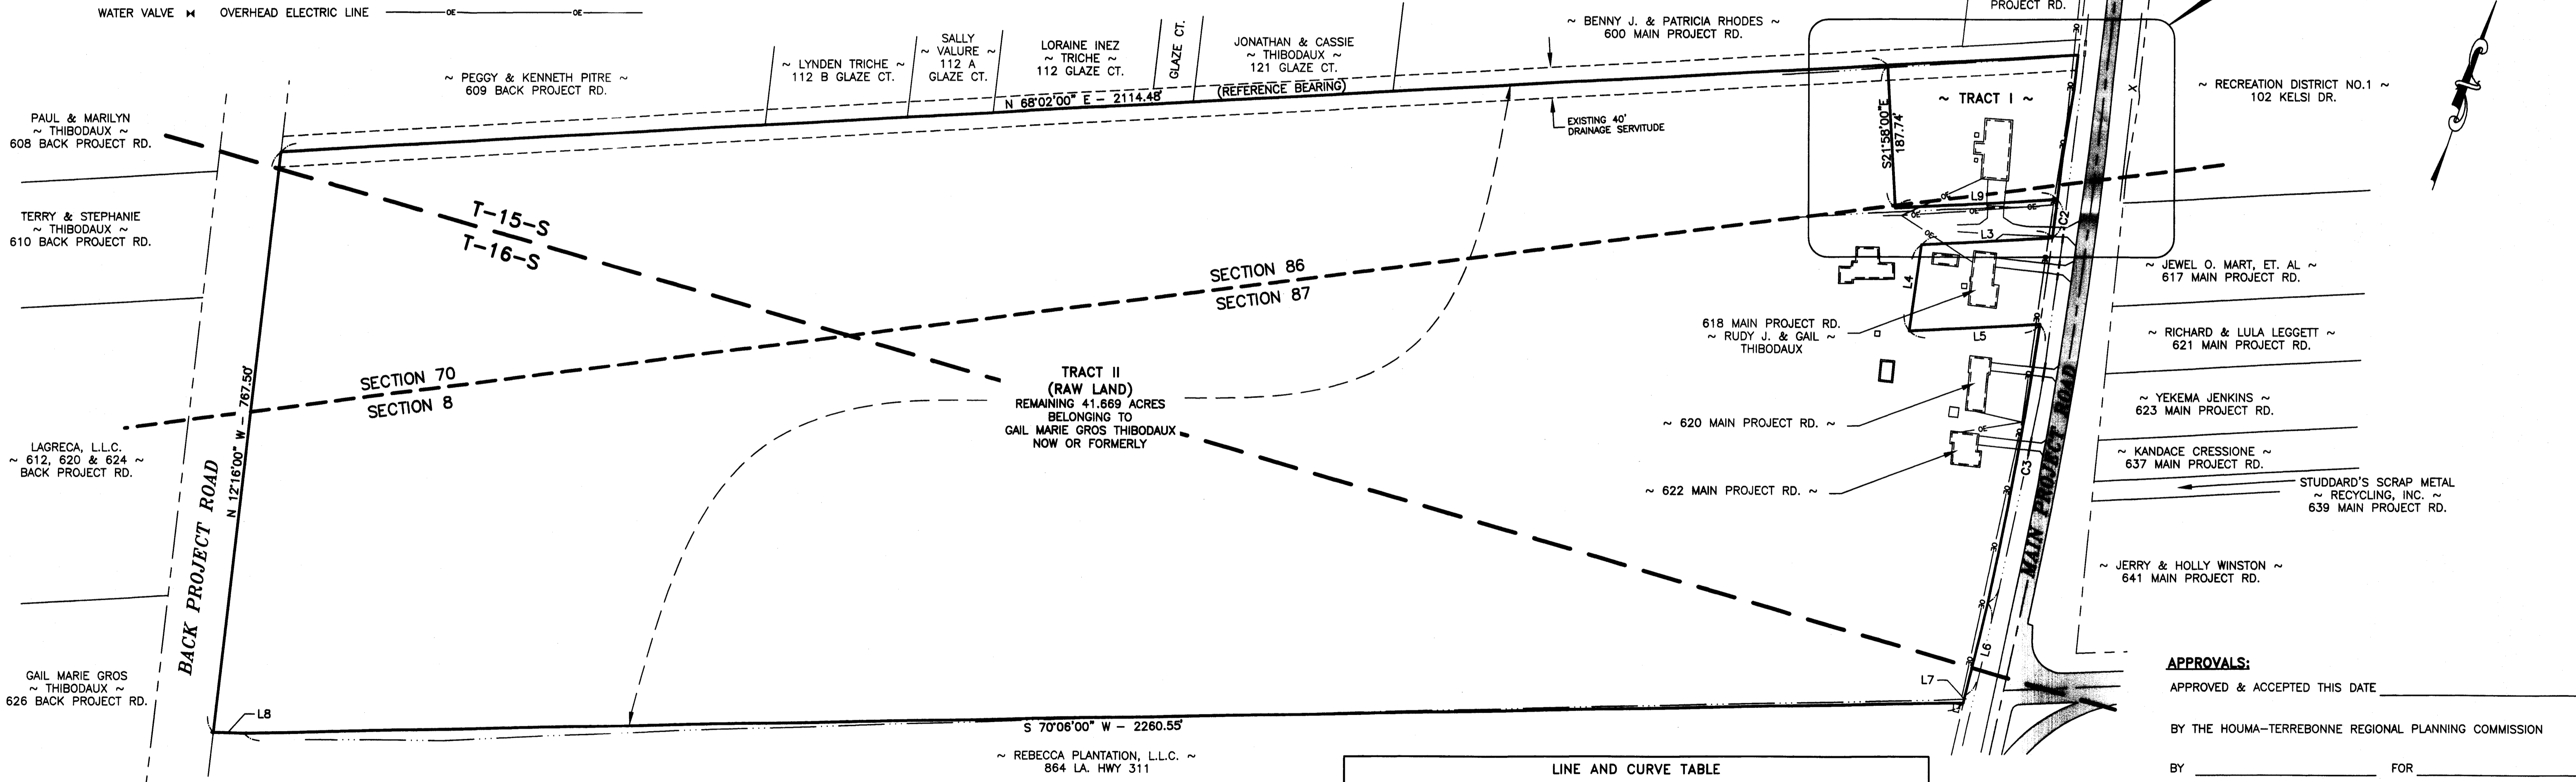 WATER VALVE OVERHEAD ELECTRIC LINE OE OE
PROJECT RD.
~ BENNY J. & PATRICIA RHODES ~
600 MAIN PROJECT RD.
~ PEGGY & KENNETH PITRE ~
609 BACK PROJECT RD.
~ LYNDEN TRICHE ~
112 B GLAZE CT.
SALLY
~ VALURE ~
112 A
GLAZE CT.
LORAINE INEZ
~ TRICHE ~
112 GLAZE CT.
GLAZE CT.
JONATHAN & CASSIE
~ THIBODAUX ~
121 GLAZE CT.
N 68°02'00" E - 2114.48'
(REFERENCE BEARING)
EXISTING 40'
DRAINAGE SERVITUDE
~ TRACT I ~
S21°58'00"E
187.74'
X
~ RECREATION DISTRICT NO.1 ~
102 KELSI DR.
PAUL & MARILYN
~ THIBODAUX ~
608 BACK PROJECT RD.
TERRY & STEPHANIE
~ THIBODAUX ~
610 BACK PROJECT RD.
LAGRECA, L.L.C.
~ 612, 620 & 624 ~
BACK PROJECT RD.
GAIL MARIE GROS
~ THIBODAUX ~
626 BACK PROJECT RD.
T-15-S
T-16-S
SECTION 86
SECTION 87
SECTION 70
SECTION 8
BACK PROJECT ROAD
N 12°16'00" W - 767.50'
TRACT II
(RAW LAND)
REMAINING 41.669 ACRES
BELONGING TO
GAIL MARIE GROS THIBODAUX
NOW OR FORMERLY
OE
L9
OE
OE
OE
C2
OE
L3
L4
L5
618 MAIN PROJECT RD.
~ RUDY J. & GAIL ~
THIBODAUX
~ 620 MAIN PROJECT RD. ~
OE
~ 622 MAIN PROJECT RD. ~
C3
MAIN PROJECT ROAD
L6
L7
L8
~ JEWEL O. MART, ET. AL ~
617 MAIN PROJECT RD.
~ RICHARD & LULA LEGGETT ~
621 MAIN PROJECT RD.
~ YEKEMA JENKINS ~
623 MAIN PROJECT RD.
~ KANDACE CRESSIONE ~
637 MAIN PROJECT RD.
STUDDARD'S SCRAP METAL
~ RECYCLING, INC. ~
639 MAIN PROJECT RD.
~ JERRY & HOLLY WINSTON ~
641 MAIN PROJECT RD.
S 70°06'00" W - 2260.55'
~ REBECCA PLANTATION, L.L.C. ~
864 LA. HWY 311
LINE AND CURVE TABLE
APPROVALS:
APPROVED & ACCEPTED THIS DATE
BY THE HOUMA-TERREBONNE REGIONAL PLANNING COMMISSION
BY FOR